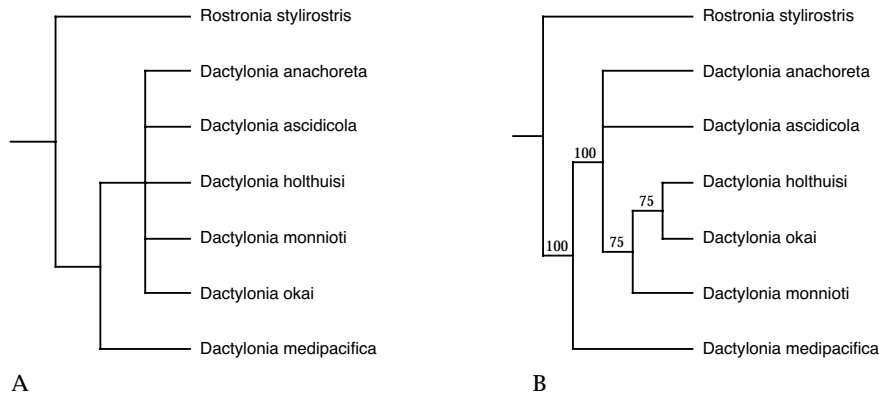 Rostronia stylirostris
Dactylonia anachoreta
Dactylonia ascidicola
Dactylonia holthuisi
Dactylonia monnioti
Dactylonia okai
Dactylonia medipacifica
A
Rostronia stylirostris
Dactylonia anachoreta
Dactylonia ascidicola
100
Dactylonia holthuisi
75
Dactylonia okai
100
75
Dactylonia monnioti
Dactylonia medipacifica
B